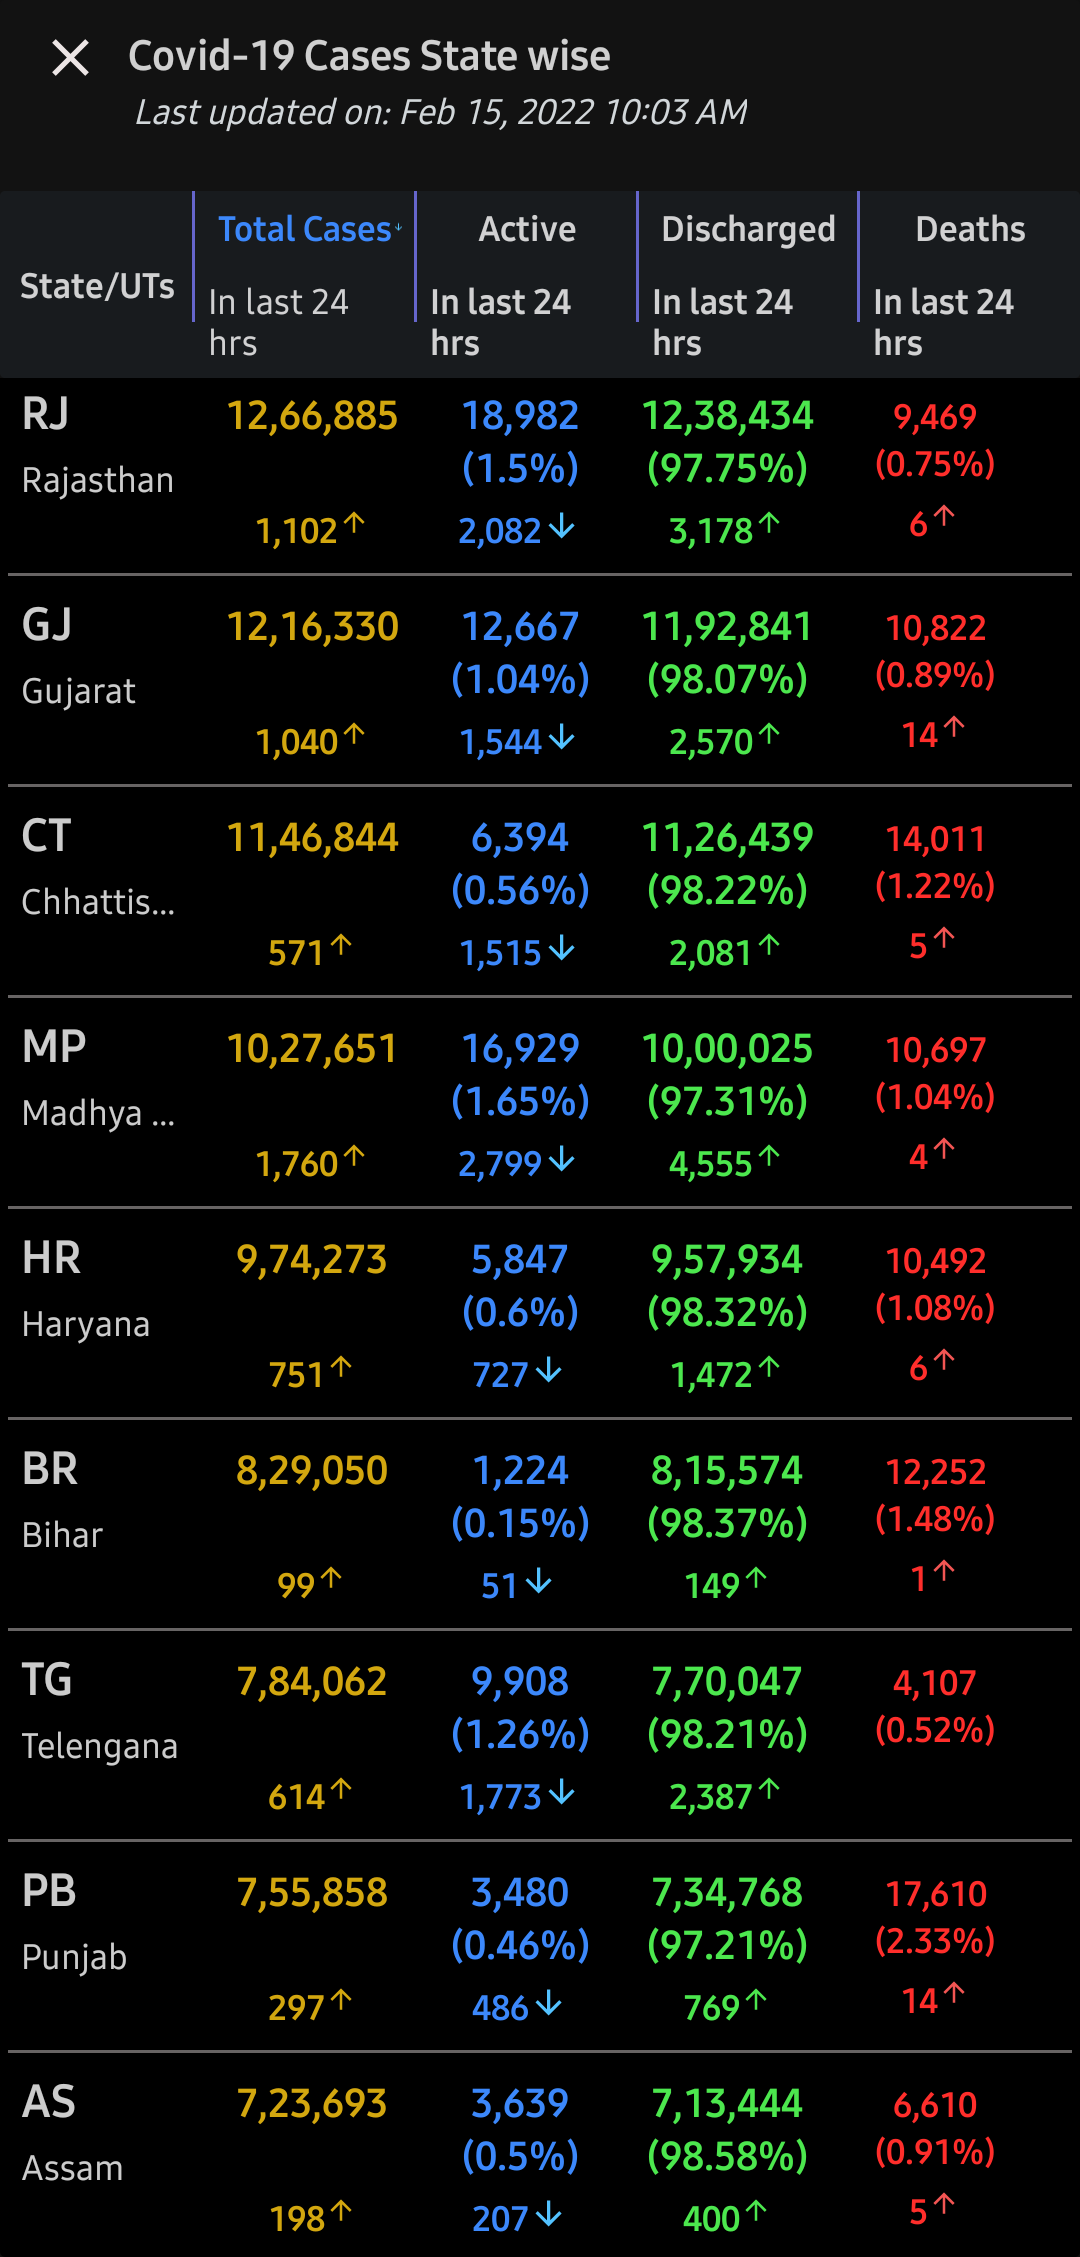 Covid-19 Cases State wise
Last updated on: Feb 15, 2022 10:03 AM
State/UTs
Total Cases↓ Active Discharged Deaths
In last 24 hrs In last 24 hrs In last 24 hrs In last 24 hrs
RJ 12,66,885 18,982 12,38,434 9,469
Rajasthan (1.5%) (97.75%) (0.75%)
1,102↑ 2,082↓ 3,178↑ 6↑
GJ 12,16,330 12,667 11,92,841 10,822
Gujarat (1.04%) (98.07%) (0.89%)
1,040↑ 1,544↓ 2,570↑ 14↑
CT 11,46,844 6,394 11,26,439 14,011
Chhattis... (0.56%) (98.22%) (1.22%)
571↑ 1,515↓ 2,081↑ 5↑
MP 10,27,651 16,929 10,00,025 10,697
Madhya ... (1.65%) (97.31%) (1.04%)
1,760↑ 2,799↓ 4,555↑ 4↑
HR 9,74,273 5,847 9,57,934 10,492
Haryana (0.6%) (98.32%) (1.08%)
751↑ 727↓ 1,472↑ 6↑
BR 8,29,050 1,224 8,15,574 12,252
Bihar (0.15%) (98.37%) (1.48%)
99↑ 51↓ 149↑ 1↑
TG 7,84,062 9,908 7,70,047 4,107
Telengana (1.26%) (98.21%) (0.52%)
614↑ 1,773↓ 2,387↑
PB 7,55,858 3,480 7,34,768 17,610
Punjab (0.46%) (97.21%) (2.33%)
297↑ 486↓ 769↑ 14↑
AS 7,23,693 3,639 7,13,444 6,610
Assam (0.5%) (98.58%) (0.91%)
198↑ 207↓ 400↑ 5↑